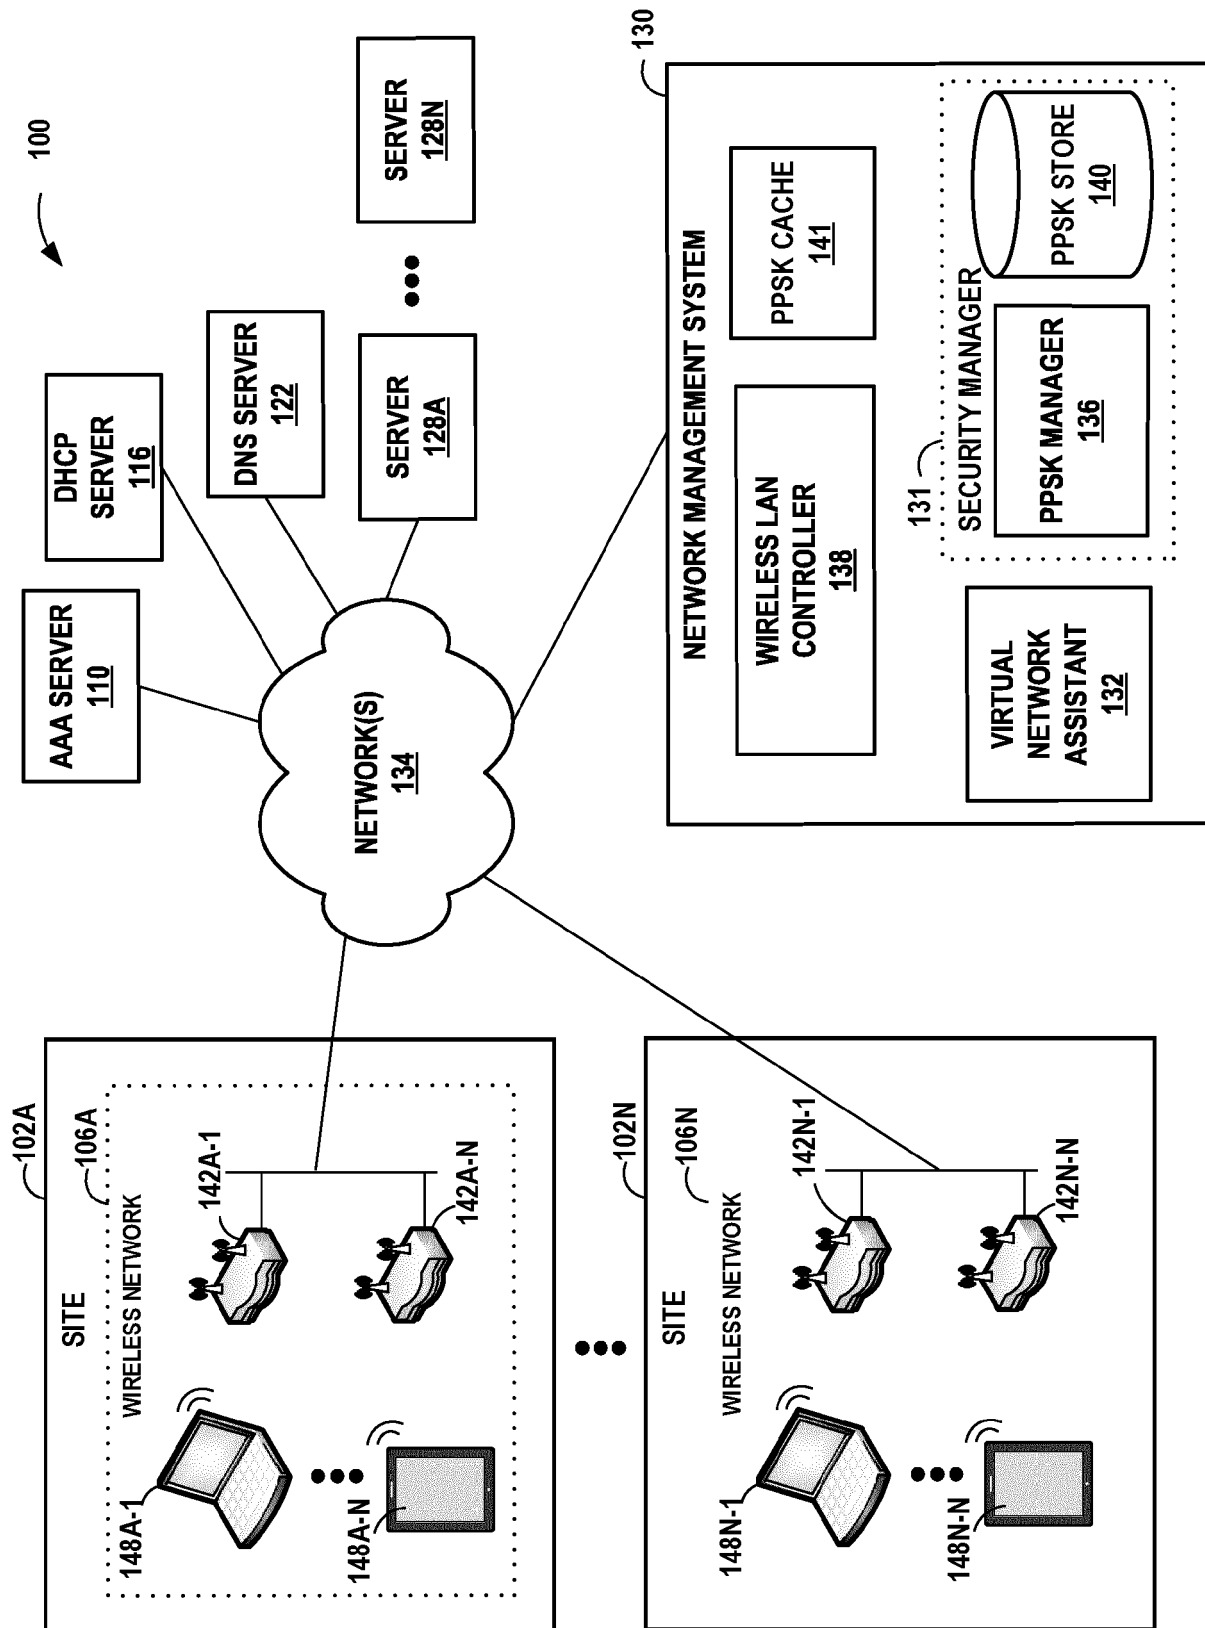 100
AAA SERVER
110
DHCP
SERVER
116
DNS SERVER
122
SERVER
128A
SERVER
128N
NETWORK(S)
134
102A
SITE
106A
WIRELESS NETWORK
142A-1
142A-N
148A-1
148A-N
102N
SITE
106N
WIRELESS NETWORK
142N-1
142N-N
148N-1
148N-N
130
NETWORK MANAGEMENT SYSTEM
WIRELESS LAN
CONTROLLER
138
PPSK CACHE
141
VIRTUAL
NETWORK
ASSISTANT
132
131
SECURITY MANAGER
PPSK MANAGER
136
PPSK STORE
140